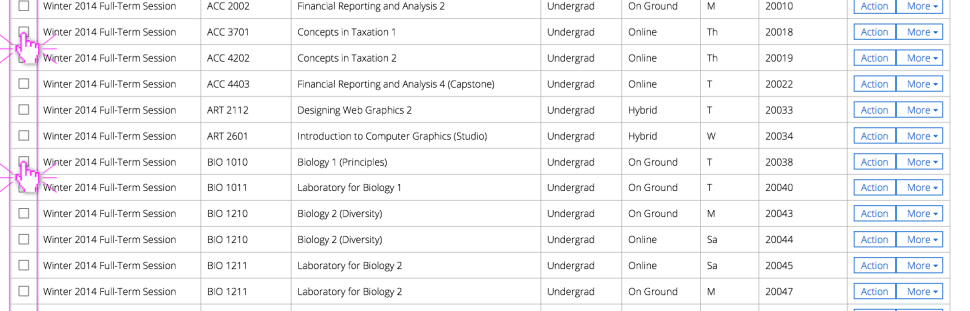 Winter 2014 Full-Term Session ACC 2002 Financial Reporting and Analysis 2 Undergrad On Ground M 20010 Action More
Winter 2014 Full-Term Session ACC 3701 Concepts in Taxation 1 Undergrad Online Th 20018 Action More
Winter 2014 Full-Term Session ACC 4202 Concepts in Taxation 2 Undergrad Online Th 20019 Action More
Winter 2014 Full-Term Session ACC 4403 Financial Reporting and Analysis 4 (Capstone) Undergrad Online T 20022 Action More
Winter 2014 Full-Term Session ART 2112 Designing Web Graphics 2 Undergrad Hybrid T 20033 Action More
Winter 2014 Full-Term Session ART 2601 Introduction to Computer Graphics (Studio) Undergrad Hybrid W 20034 Action More
Winter 2014 Full-Term Session BIO 1010 Biology 1 (Principles) Undergrad On Ground T 20038 Action More
Winter 2014 Full-Term Session BIO 1011 Laboratory for Biology 1 Undergrad On Ground T 20040 Action More
Winter 2014 Full-Term Session BIO 1210 Biology 2 (Diversity) Undergrad On Ground M 20043 Action More
Winter 2014 Full-Term Session BIO 1210 Biology 2 (Diversity) Undergrad Online Sa 20044 Action More
Winter 2014 Full-Term Session BIO 1211 Laboratory for Biology 2 Undergrad Online Sa 20045 Action More
Winter 2014 Full-Term Session BIO 1211 Laboratory for Biology 2 Undergrad On Ground M 20047 Action More